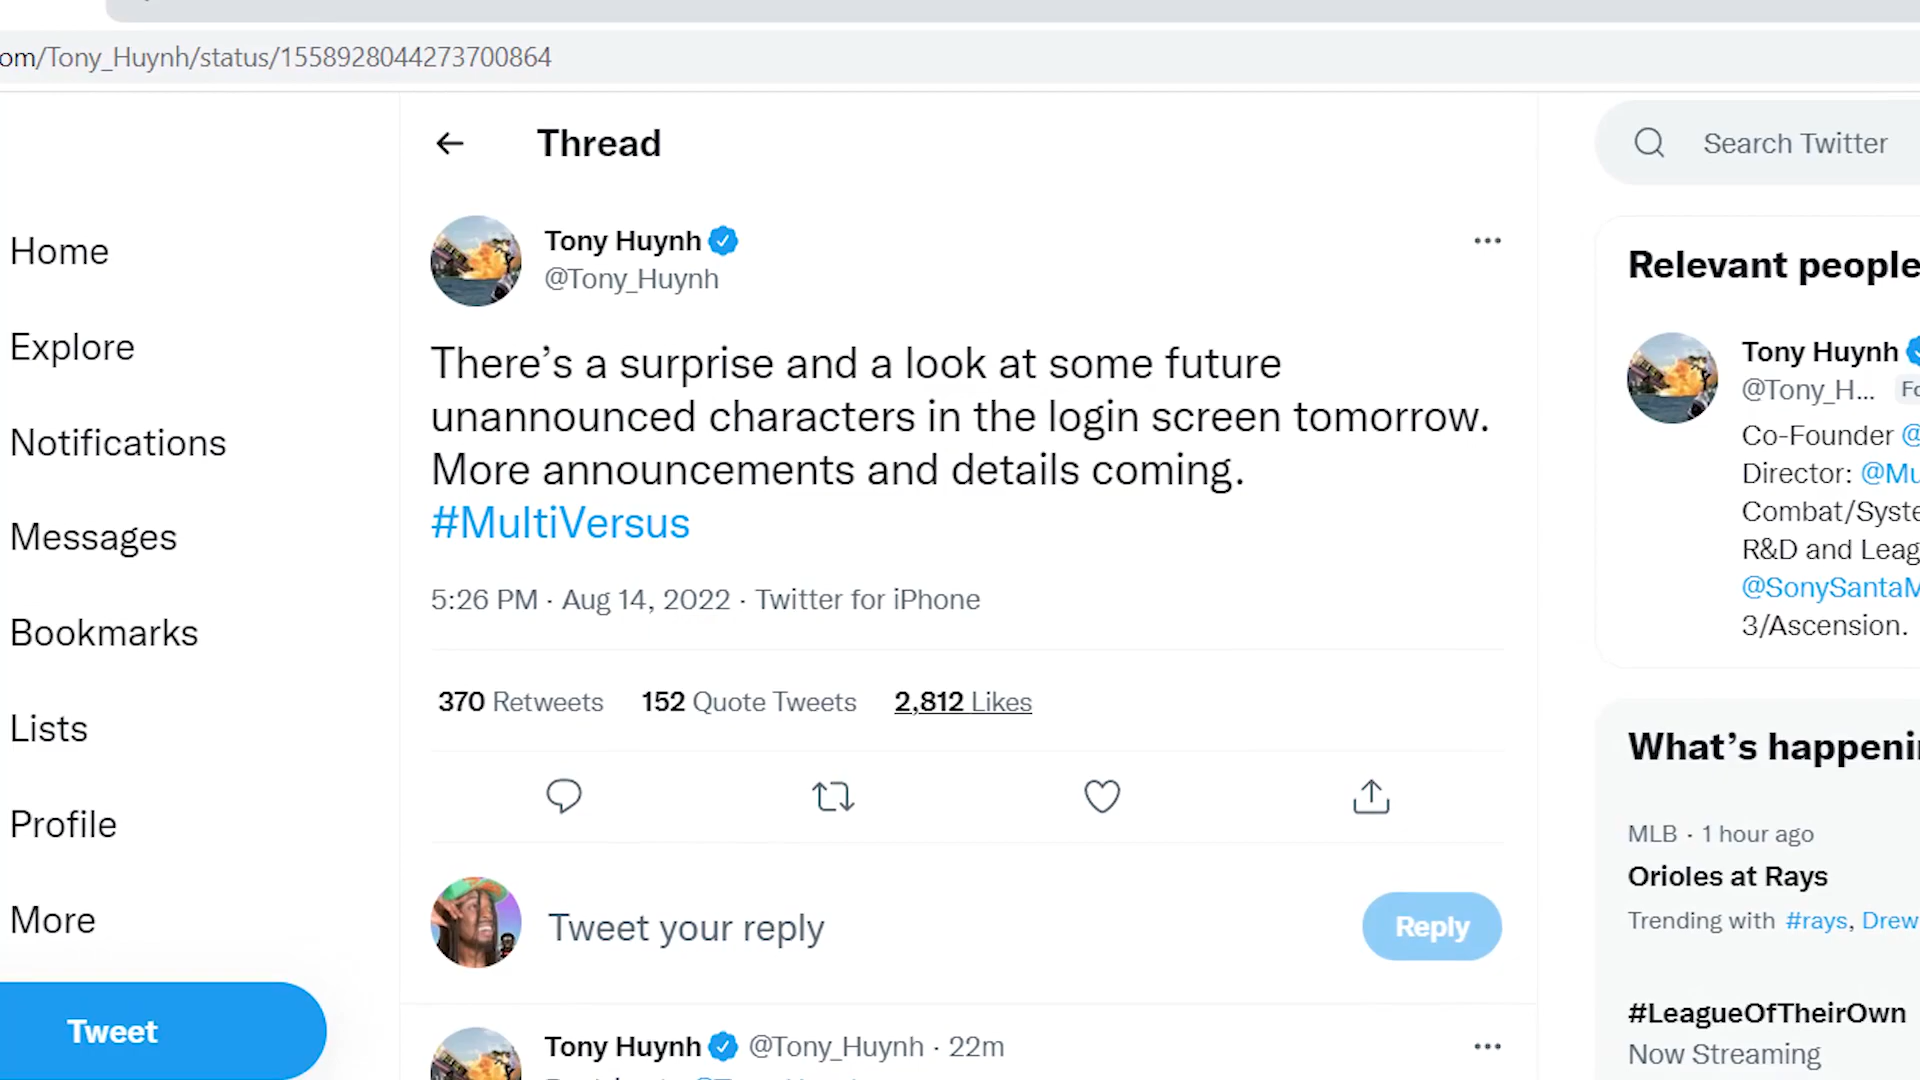 om/Tony_Huynh/status/1558928044273700864
Thread
Search Twitter
Home
Explore
Notifications
Messages
Bookmarks
Lists
Profile
More
Tweet
Tony Huynh
@Tony_Huynh
There’s a surprise and a look at some future
unannounced characters in the login screen tomorrow.
More announcements and details coming.
#MultiVersus
5:26 PM · Aug 14, 2022 · Twitter for iPhone
370 Retweets 152 Quote Tweets 2,812 Likes
Tweet your reply
Reply
Tony Huynh @Tony_Huynh · 22m
Relevant people
Tony Huynh
@Tony_H... Fo
Co-Founder @
Director: @Mu
Combat/Syste
R&D and Leag
@SonySantaM
3/Ascension.
What’s happeni
MLB · 1 hour ago
Orioles at Rays
Trending with #rays, Drew
#LeagueOfTheirOwn
Now Streaming